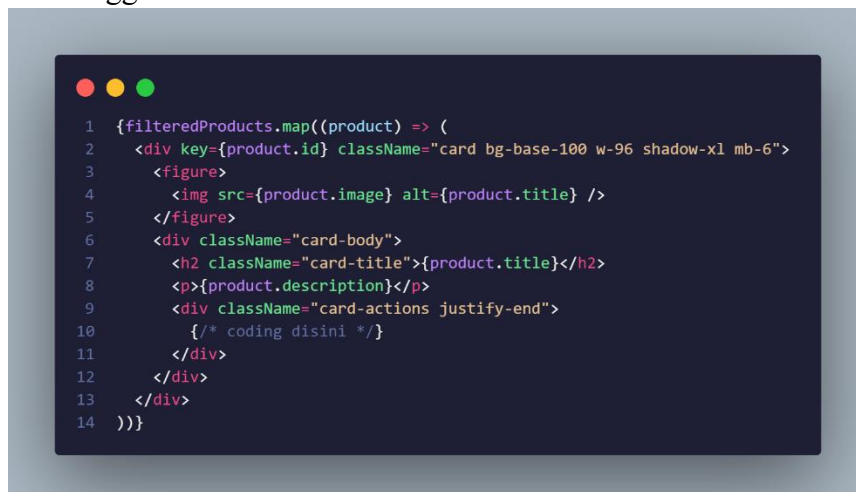 1 {filteredProducts.map((product) => (
2 <div key={product.id} className="card bg-base-100 w-96 shadow-xl mb-6">
3 <figure>
4 <img src={product.image} alt={product.title} />
5 </figure>
6 <div className="card-body">
7 <h2 className="card-title">{product.title}</h2>
8 <p>{product.description}</p>
9 <div className="card-actions justify-end">
10 {/* coding disini */}
11 </div>
12 </div>
13 </div>
14 ))}